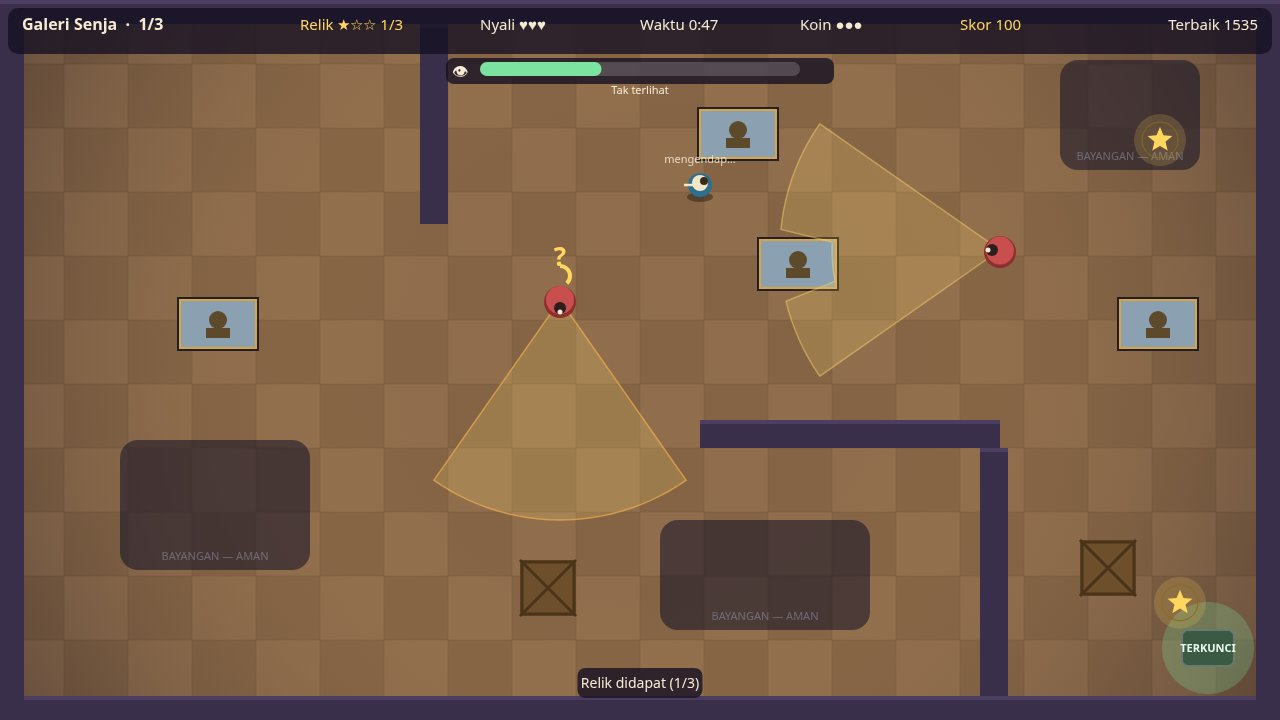 Galeri Senja · 1/3
Relik ★☆☆ 1/3
Nyali ♥♥♥
Waktu 0:47
Koin ●●●
Skor 100
Terbaik 1535
Tak terlihat
mengendap...
?
BAYANGAN — AMAN
BAYANGAN — AMAN
BAYANGAN — AMAN
TERKUNCI
Relik didapat (1/3)